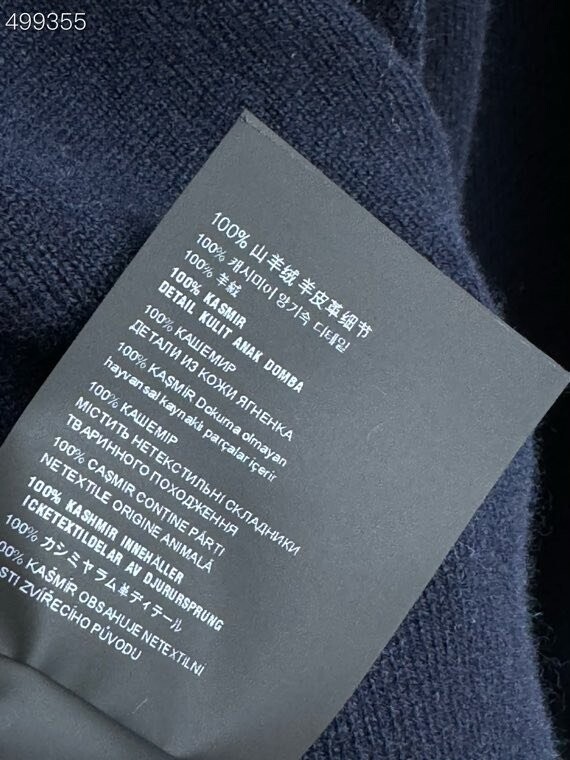 499355
100% 山羊绒 羊皮革细节
100% 캐시미어 양가죽 디테일
100% 羊絨
100% KASMIR
DETAIL KULIT ANAK DOMBA
100% КАШЕМИР
ДЕТАЛИ ИЗ КОЖИ ЯГНЕНКА
100% KAŞMİR Dokuma olmayan
hayvansal kaynaklı parçalar içerir
100% КАШЕМІР
МІСТИТЬ НЕТЕКСТИЛЬНІ СКЛАДНИКИ
ТВАРИННОГО ПОХОДЖЕННЯ
100% CAŞMIR CONTINE PĂRTI
NETEXTILE ORIGINE ANIMALĂ
100% KASHMIR INNEHÅLLER
ICKETEXTILDELAR AV DJURURSPRUNG
100% カシミヤラム革ディテール
00% KAŠMÍR OBSAHUJE NETEXTILNÍ
STI ZVÍŘECÍHO PŮVODU